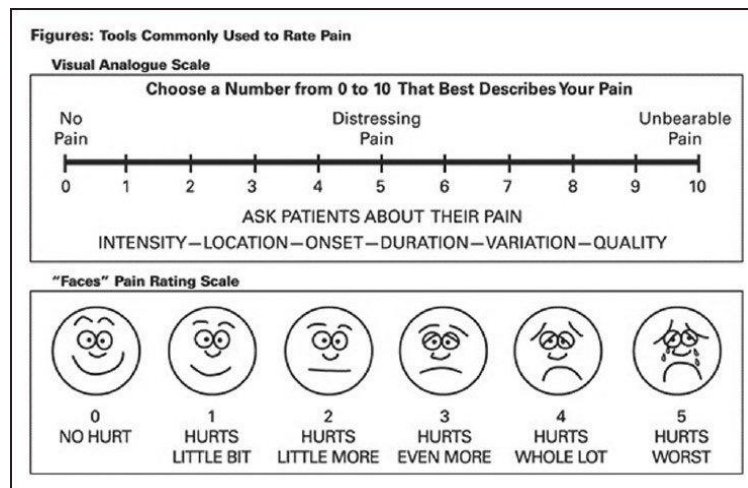 Figures: Tools Commonly Used to Rate Pain
Visual Analogue Scale
Choose a Number from 0 to 10 That Best Describes Your Pain
No Distressing Unbearable
Pain Pain Pain
0 1 2 3 4 5 6 7 8 9 10
ASK PATIENTS ABOUT THEIR PAIN
INTENSITY—LOCATION—ONSET—DURATION—VARIATION—QUALITY
"Faces" Pain Rating Scale
0 1 2 3 4 5
NO HURT HURTS HURTS HURTS HURTS HURTS
LITTLE BIT LITTLE MORE EVEN MORE WHOLE LOT WORST